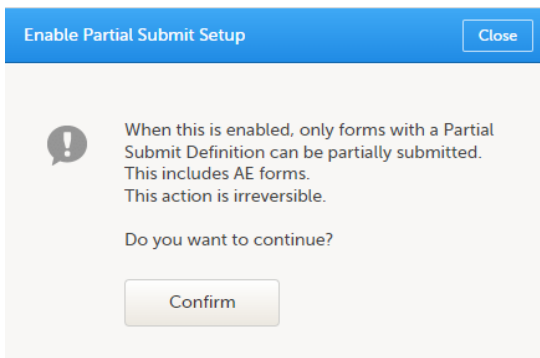 Enable Partial Submit Setup
Close
When this is enabled, only forms with a Partial
Submit Definition can be partially submitted.
This includes AE forms.
This action is irreversible.
Do you want to continue?
Confirm